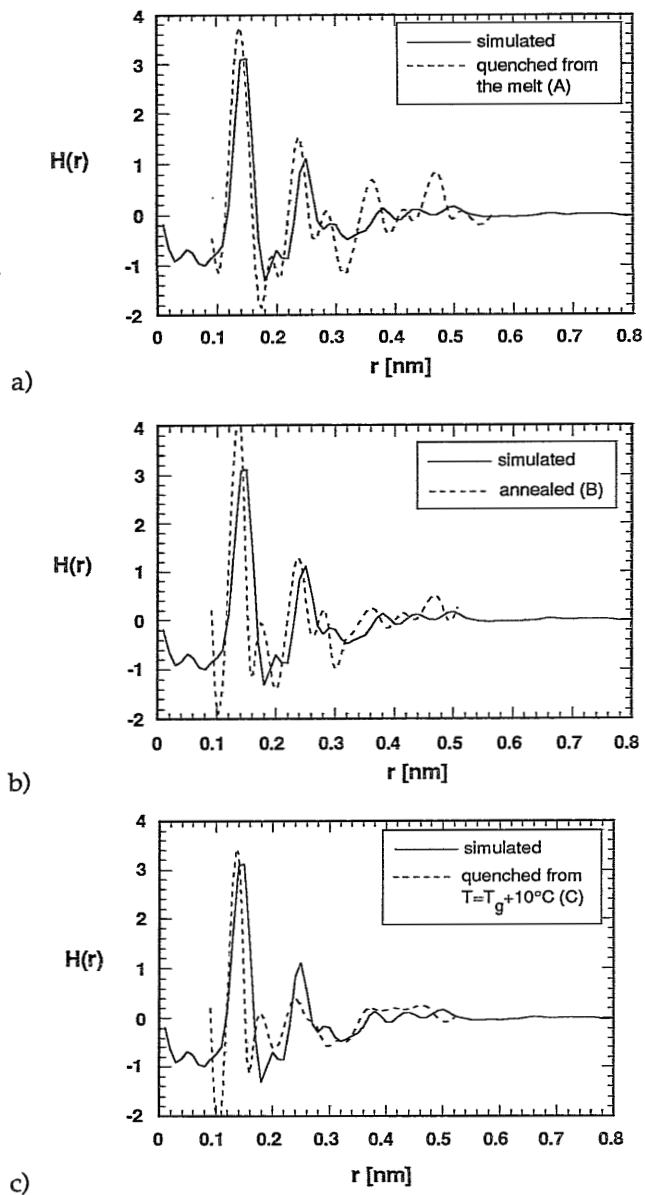 4
simulated
quenched from
the melt (A)
3
2
H(r)
1
0
-1
-2
0 0.1 0.2 0.3 0.4 0.5 0.6 0.7 0.8
r [nm]
a)
4
simulated
annealed (B)
3
2
H(r)
1
0
-1
-2
0 0.1 0.2 0.3 0.4 0.5 0.6 0.7 0.8
r [nm]
b)
4
simulated
quenched from
T=Tg+10°C (C)
3
2
H(r)
1
0
-1
-2
0 0.1 0.2 0.3 0.4 0.5 0.6 0.7 0.8
r [nm]
c)